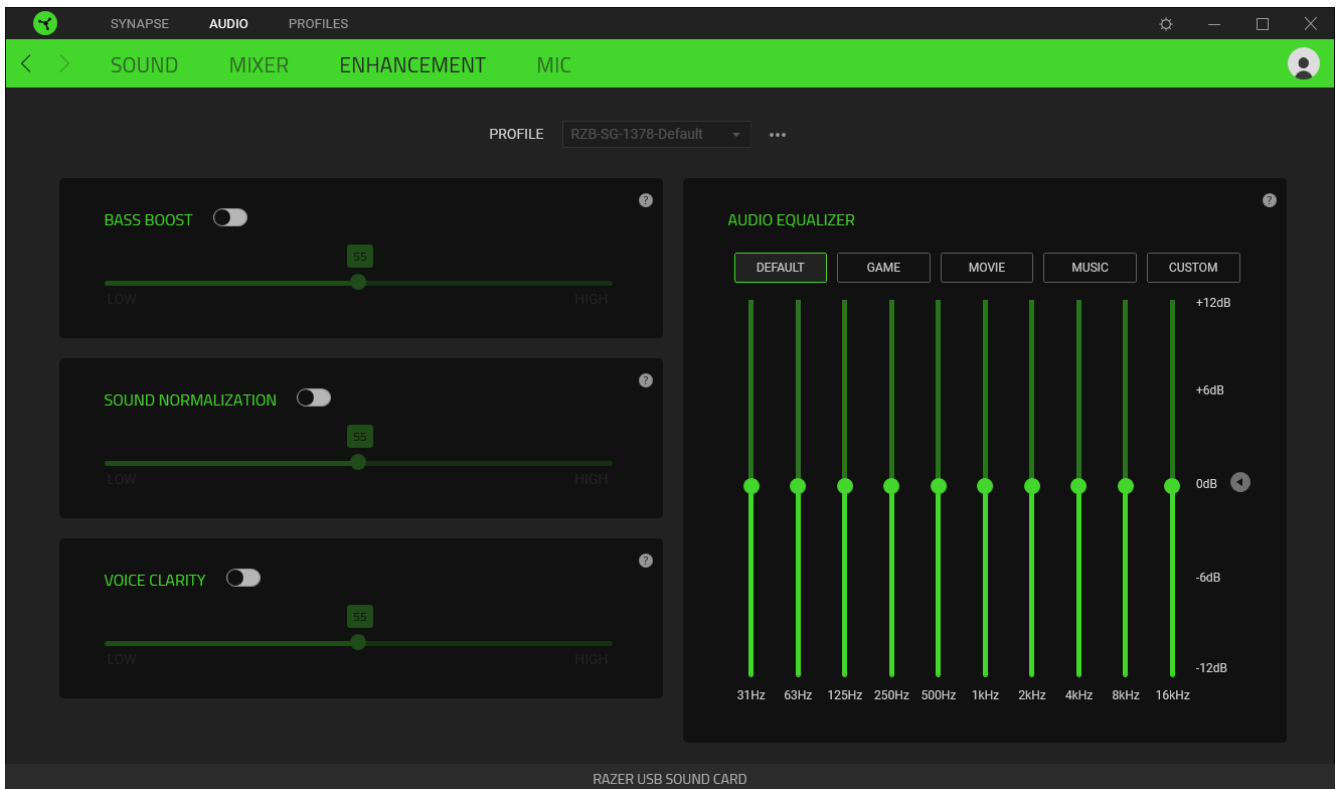 SYNAPSE AUDIO PROFILES
SOUND MIXER ENHANCEMENT MIC
PROFILE RZB-SG-1378-Default
BASS BOOST
55
LOW HIGH
SOUND NORMALIZATION
55
LOW HIGH
VOICE CLARITY
55
LOW HIGH
AUDIO EQUALIZER
DEFAULT GAME MOVIE MUSIC CUSTOM
+12dB
+6dB
0dB
-6dB
-12dB
31Hz 63Hz 125Hz 250Hz 500Hz 1kHz 2kHz 4kHz 8kHz 16kHz
RAZER USB SOUND CARD